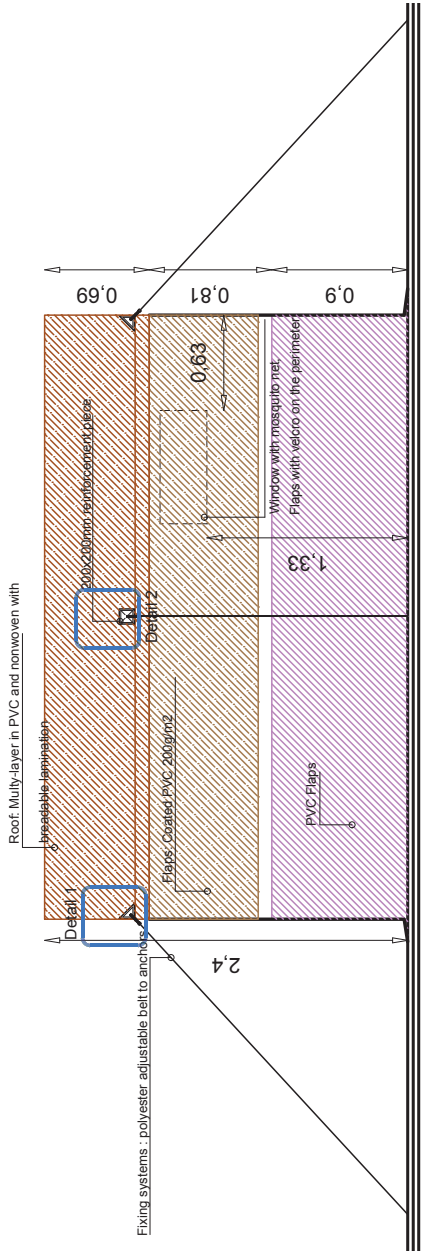 Roof: Multy-layer in PVC and nonwoven with
breadable lamination
Detail 1
200x200mm reinforcement piece
Detail 2
0,69
0,81
0,9
0,63
Fixing systems : polyester adjustable belt to anchors
Flaps: Coated PVC 200g/m2
Window with mosquito net.
Flaps with velcro on the perimeter
2,4
1,33
PVC Flaps